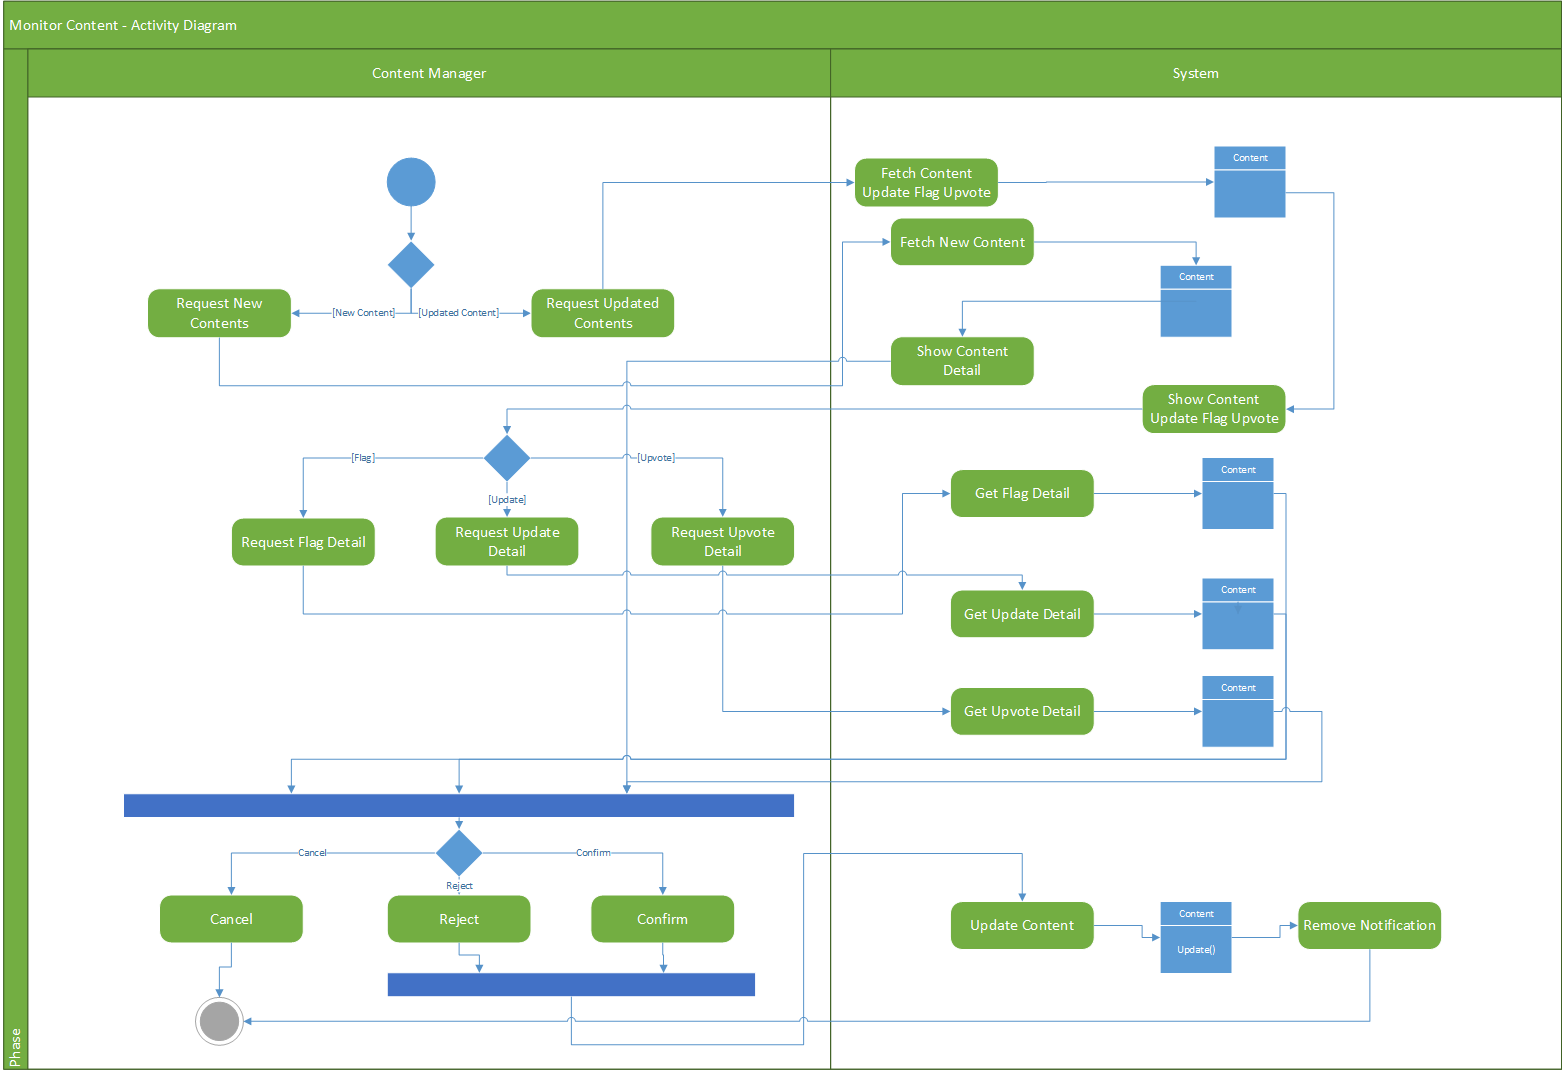 Monitor Content - Activity Diagram
Content Manager
System
Phase
Fetch Content
Update Flag Upvote
Content
Fetch New Content
Content
Request New
Contents
[New Content]
[Updated Content]
Request Updated
Contents
Show Content
Detail
Show Content
Update Flag Upvote
[Flag]
[Upvote]
[Update]
Content
Get Flag Detail
Request Flag Detail
Request Update
Detail
Request Upvote
Detail
Content
Get Update Detail
Content
Get Upvote Detail
Cancel
Confirm
Reject
Cancel
Reject
Confirm
Update Content
Content
Update()
Remove Notification